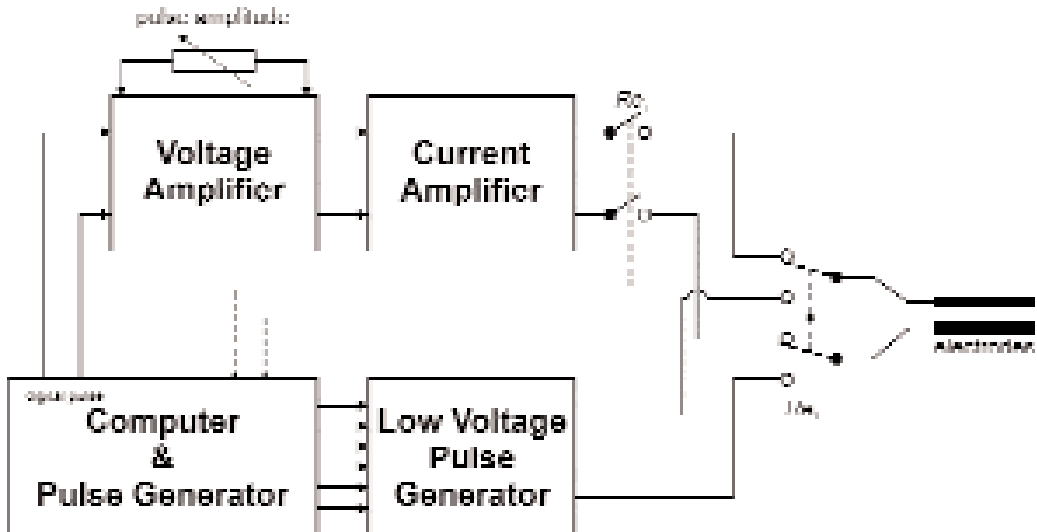 pulse amplitude
Voltage
Amplifier
Current
Amplifier
electrodes
Computer
&
Pulse Generator
Low Voltage
Pulse
Generator